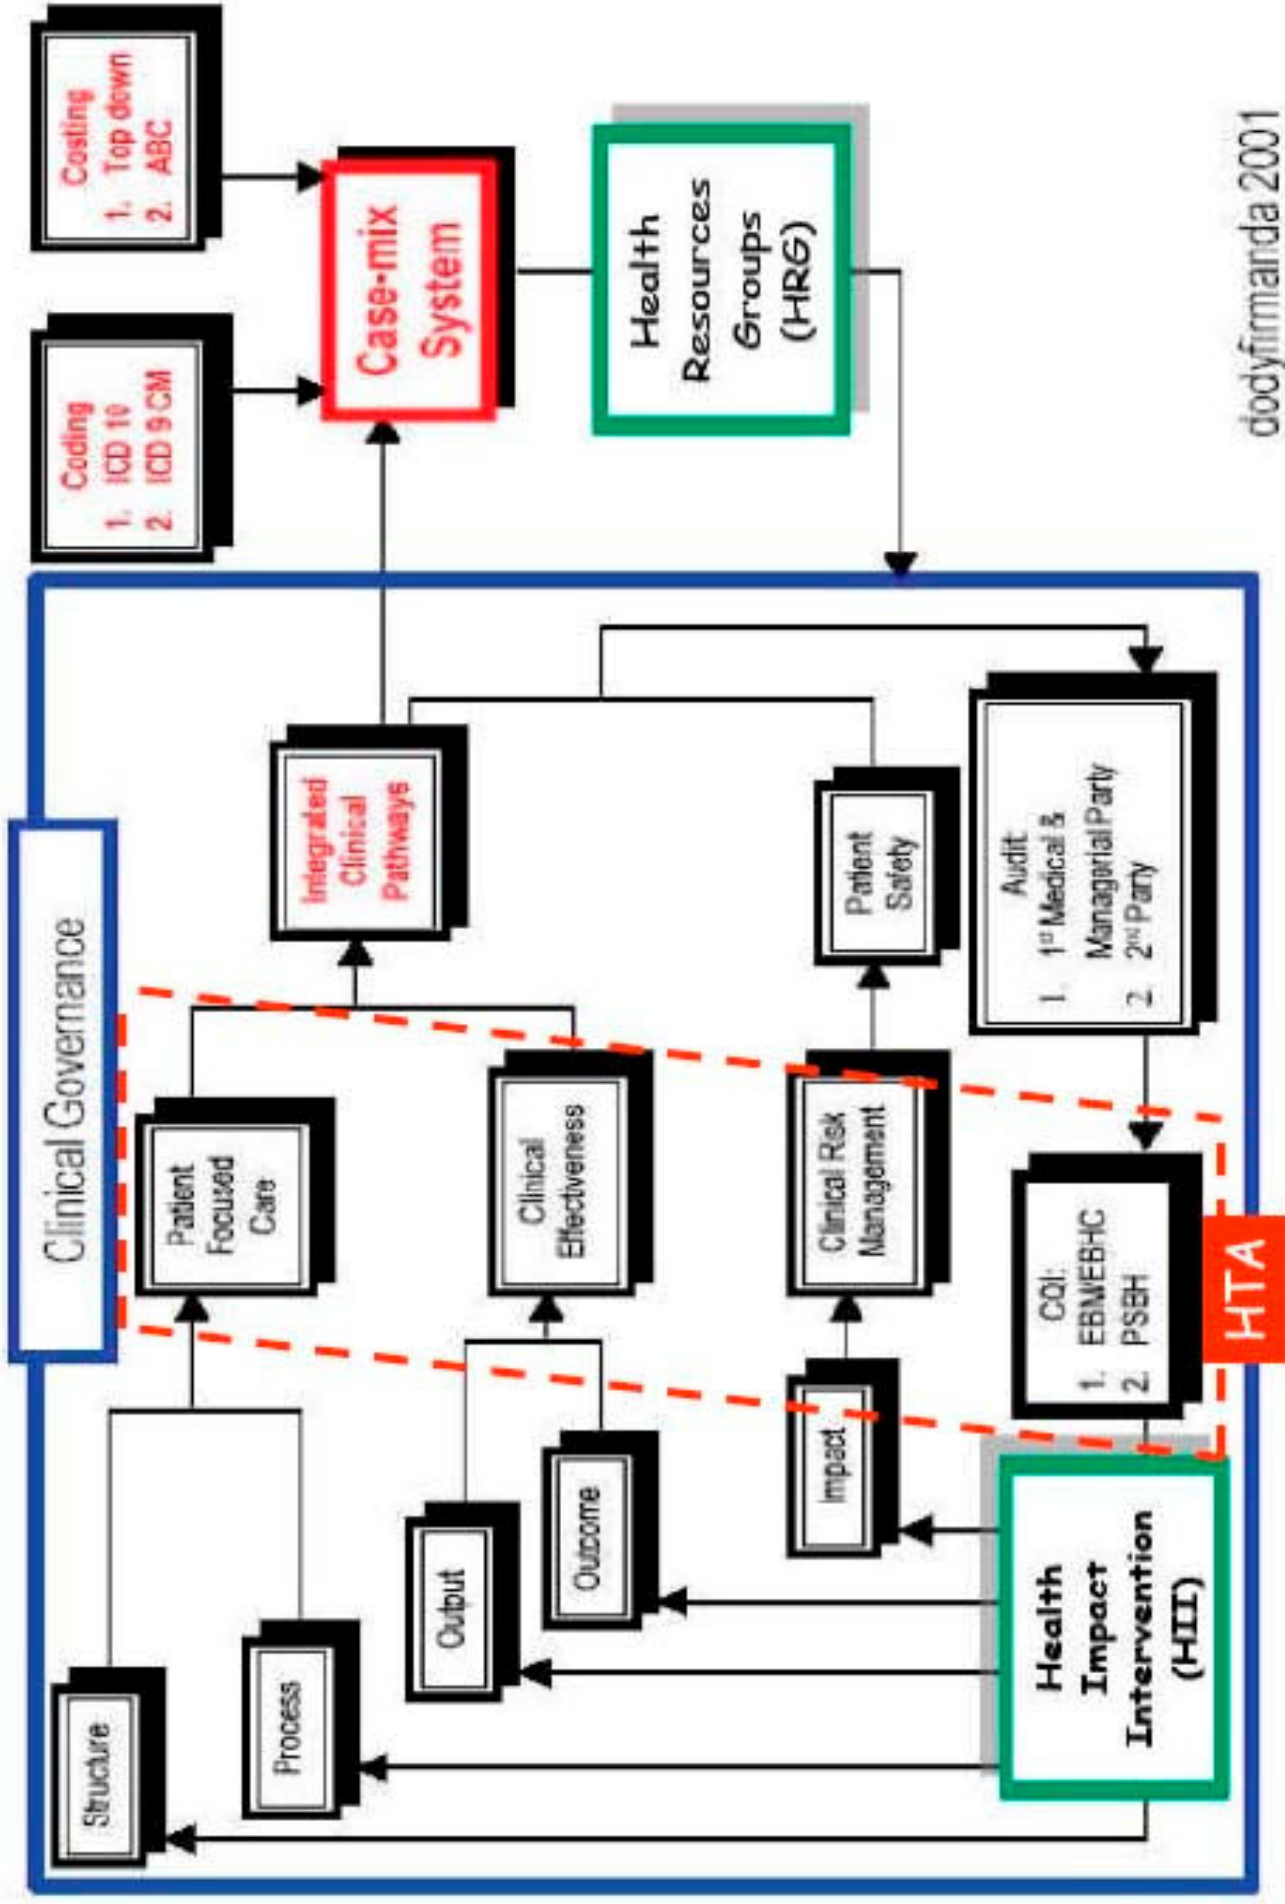 Clinical Governance
Structure
Process
Output
Outcome
Impact
Health
Impact
Intervention
(HII)
Patient
Focused
Care
Clinical
Effectiveness
Clinical Risk
Management
CQI:
1. EBM/EBHC
2. PSBH
HTA
Integrated
Clinical
Pathways
Patient
Safety
Audit:
1. 1st Medical &
Managerial Party
2. 2nd Party
Coding
1. ICD 10
2. ICD 9 CM
Costing
1. Top down
2. ABC
Case-mix
System
Health
Resources
Groups
(HRG)
dodyfirmanda 2001